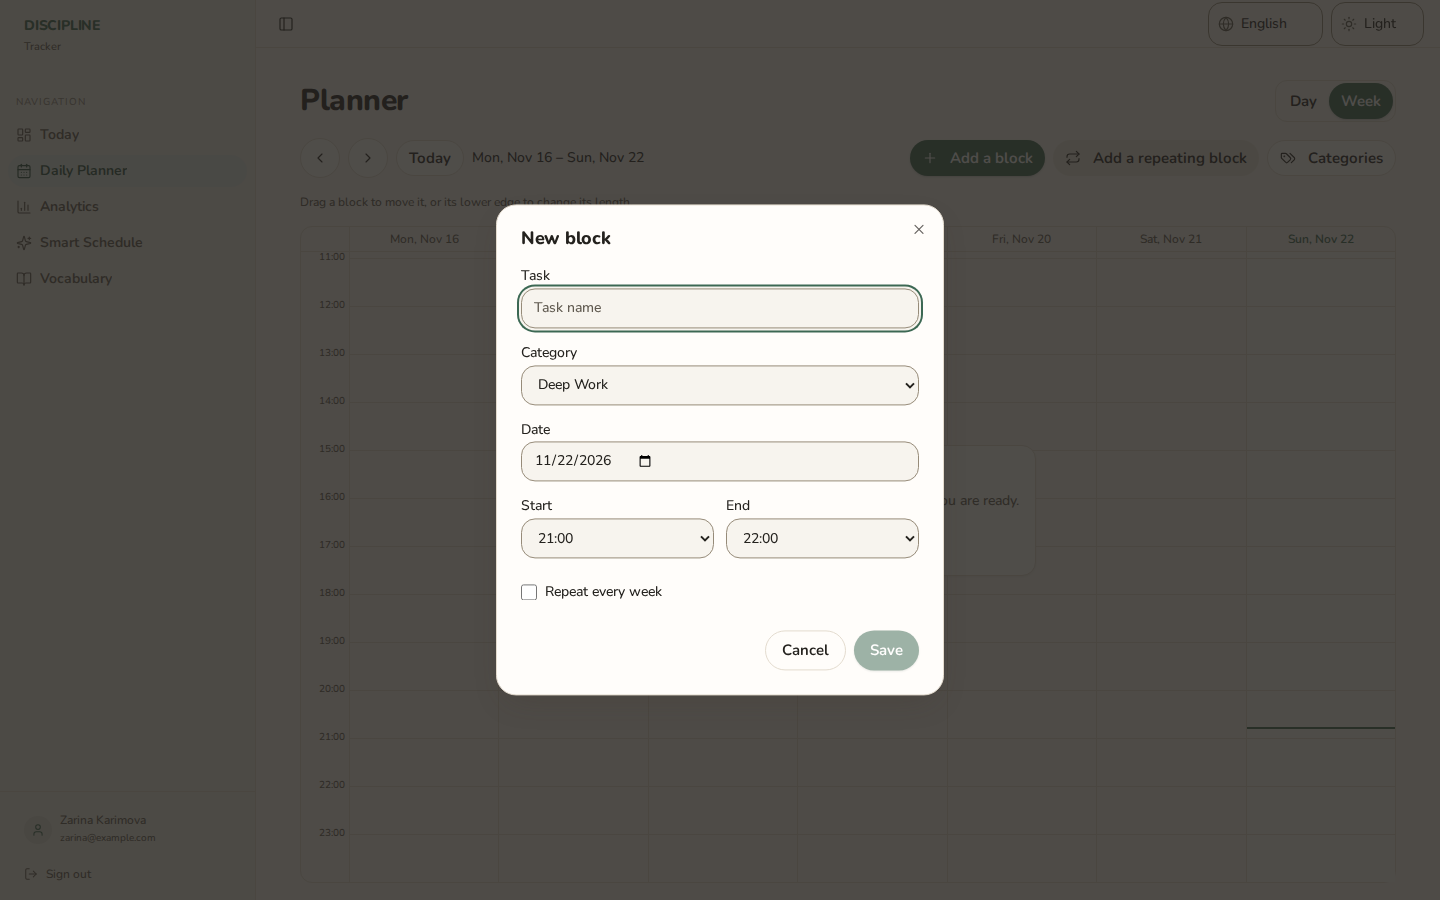 DISCIPLINE
Tracker
NAVIGATION
Today
Daily Planner
Analytics
Smart Schedule
Vocabulary
Zarina Karimova
zarina@example.com
Sign out
English
Light
Planner
Day
Week
Today
Mon, Nov 16 – Sun, Nov 22
Add a block
Add a repeating block
Categories
Drag a block to move it, or its lower edge to change its length.
Mon, Nov 16
Fri, Nov 20
Sat, Nov 21
Sun, Nov 22
11:00
12:00
13:00
14:00
15:00
16:00
17:00
18:00
19:00
20:00
21:00
22:00
23:00
you are ready.
New block
Task
Task name
Category
Deep Work
Date
11/22/2026
Start
End
21:00
22:00
Repeat every week
Cancel
Save